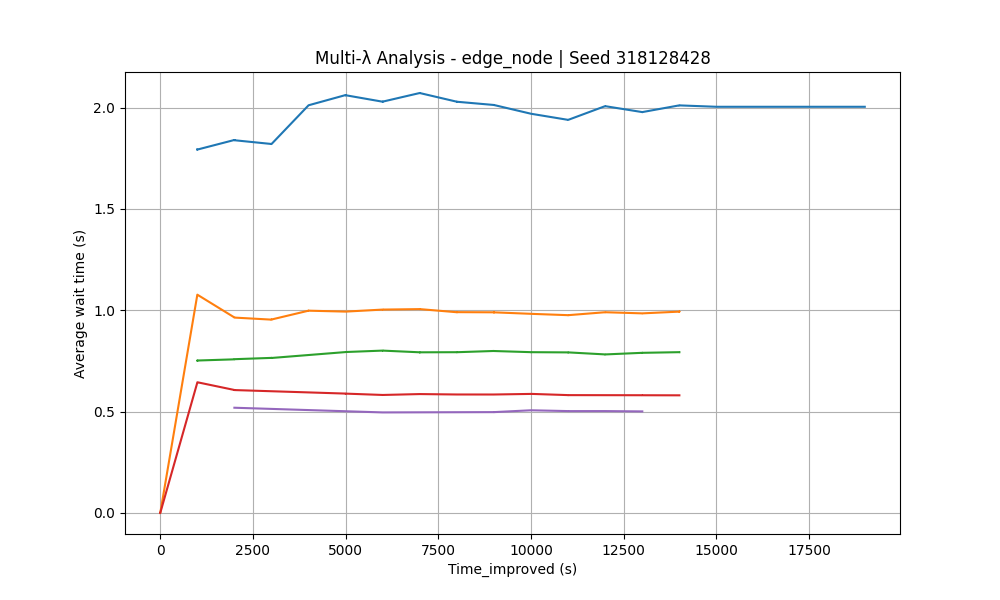 Multi-λ Analysis - edge_node | Seed 318128428
Average wait time (s)
2.0
1.5
1.0
0.5
0.0
0 2500 5000 7500 10000 12500 15000 17500
Time_improved (s)